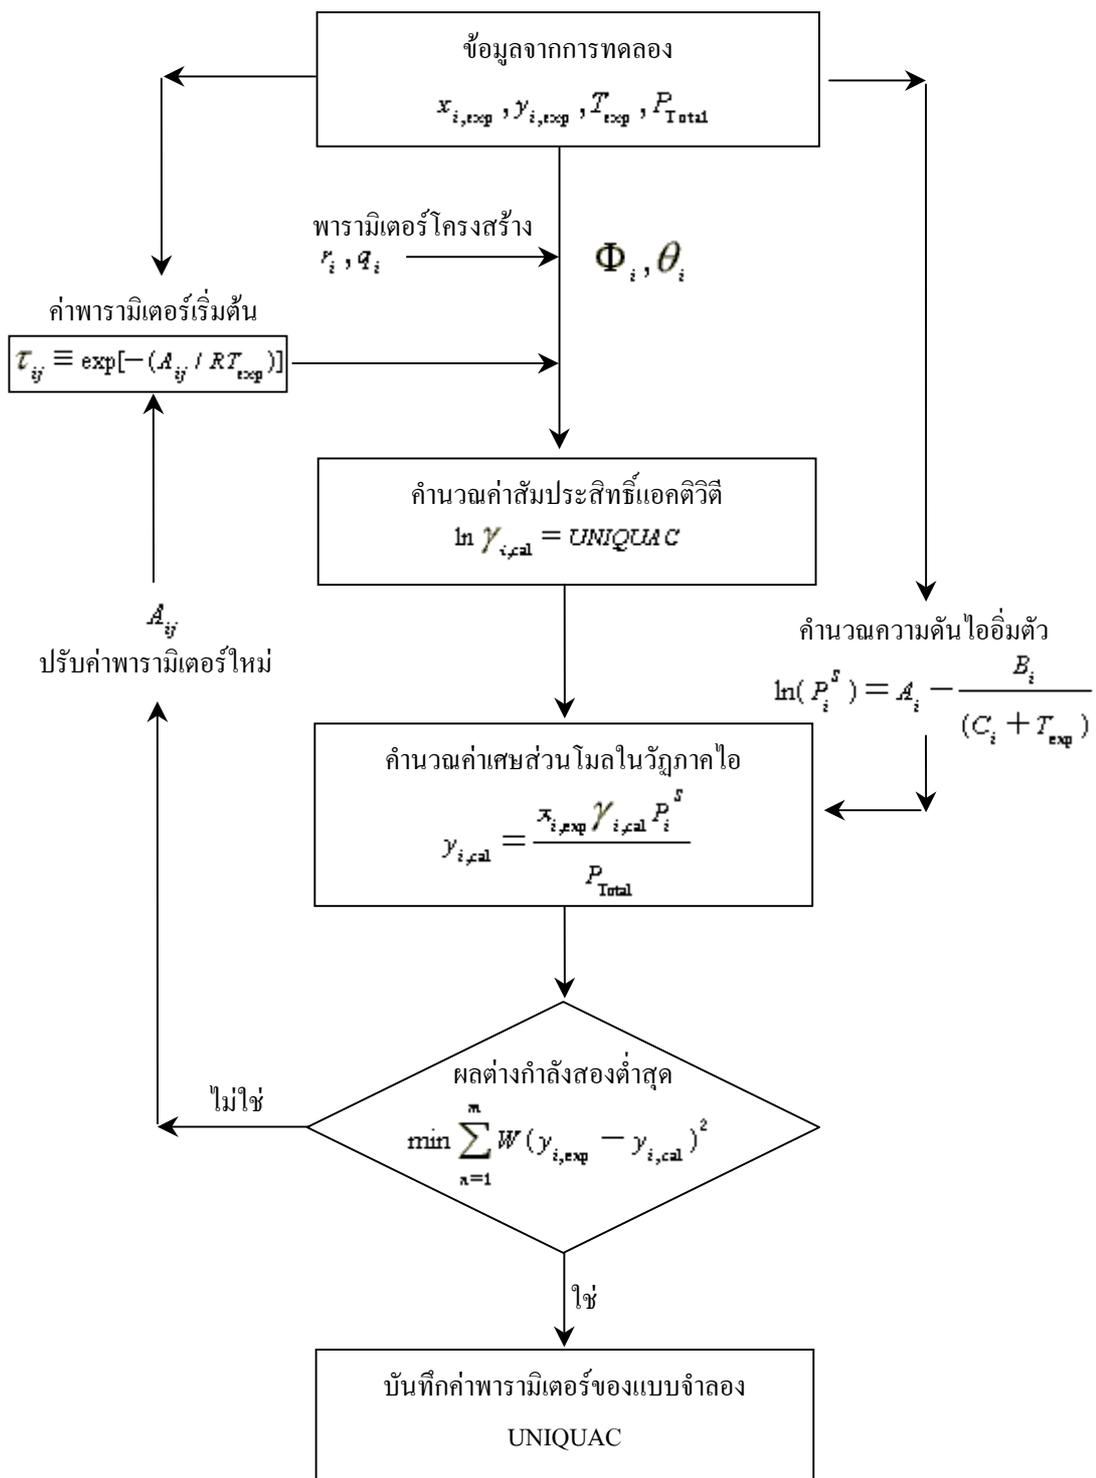 ข้อมูลจากการทดลอง
x_{i,exp} , y_{i,exp} , T_{exp} , P_{Total}
พารามิเตอร์โครงสร้าง
r_i , q_i
Φ_i , θ_i
ค่าพารามิเตอร์เริ่มต้น
τ_{ij} ≡ exp[−(A_{ij} / RT_{exp})]
คำนวณค่าสัมประสิทธิ์แอคติวิตี
ln γ_{i,cal} = UNIQUAC
A_{ij}
ปรับค่าพารามิเตอร์ใหม่
คำนวณความดันไออิ่มตัว
ln(P_i^S) = A_i − B_i / (C_i + T_{exp})
คำนวณค่าเศษส่วนโมลในวัฏภาคไอ
y_{i,cal} = x_{i,exp} γ_{i,cal} P_i^S / P_{Total}
ผลต่างกำลังสองต่ำสุด
ไม่ใช่
min ∑_{n=1}^{m} W (y_{i,exp} − y_{i,cal})^2
ใช่
บันทึกค่าพารามิเตอร์ของแบบจำลอง
UNIQUAC